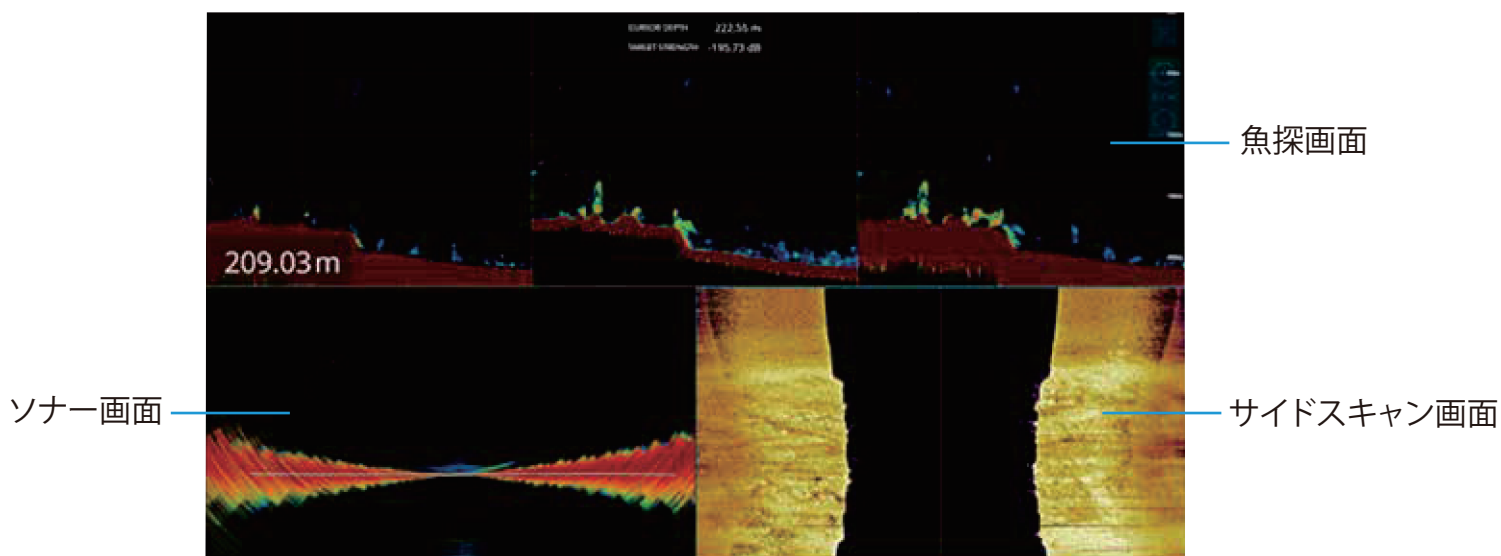 CURSOR DEPTH 222.55 m
TARGET STRENGTH -195.73 dB
魚探画面
209.03m
ソナー画面
サイドスキャン画面